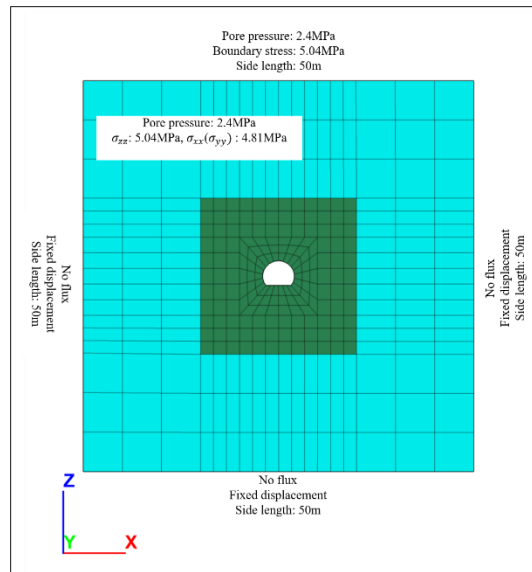 Pore pressure: 2.4MPa
Boundary stress: 5.04MPa
Side length: 50m
Pore pressure: 2.4MPa
σzz: 5.04MPa, σxx(σyy) : 4.81MPa
No flux
Fixed displacement
Side length: 50m
No flux
Fixed displacement
Side length: 50m
No flux
Fixed displacement
Side length: 50m
Z
Y
X